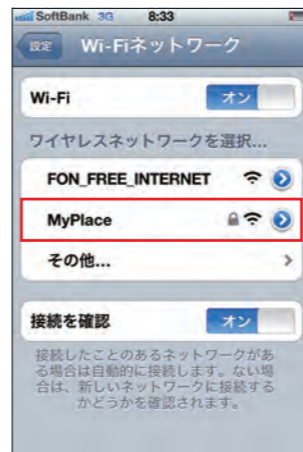 SoftBank 3G 8:33
設定 Wi-Fiネットワーク
Wi-Fi オン
ワイヤレスネットワークを選択...
FON_FREE_INTERNET
MyPlace
その他...
接続を確認 オン
接続したことのあるネットワークがあ
る場合は自動的に接続します。ない場
合は、新しいネットワークに接続する
かどうかを確認されます。